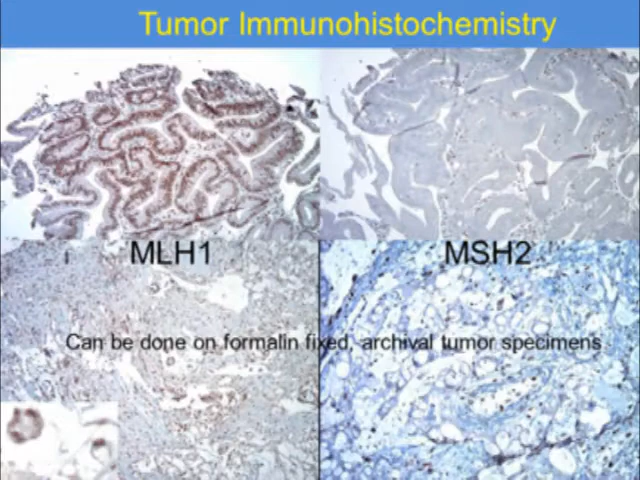 Tumor Immunohistochemistry
MLH1
MSH2
Can be done on formalin fixed, archival tumor specimens